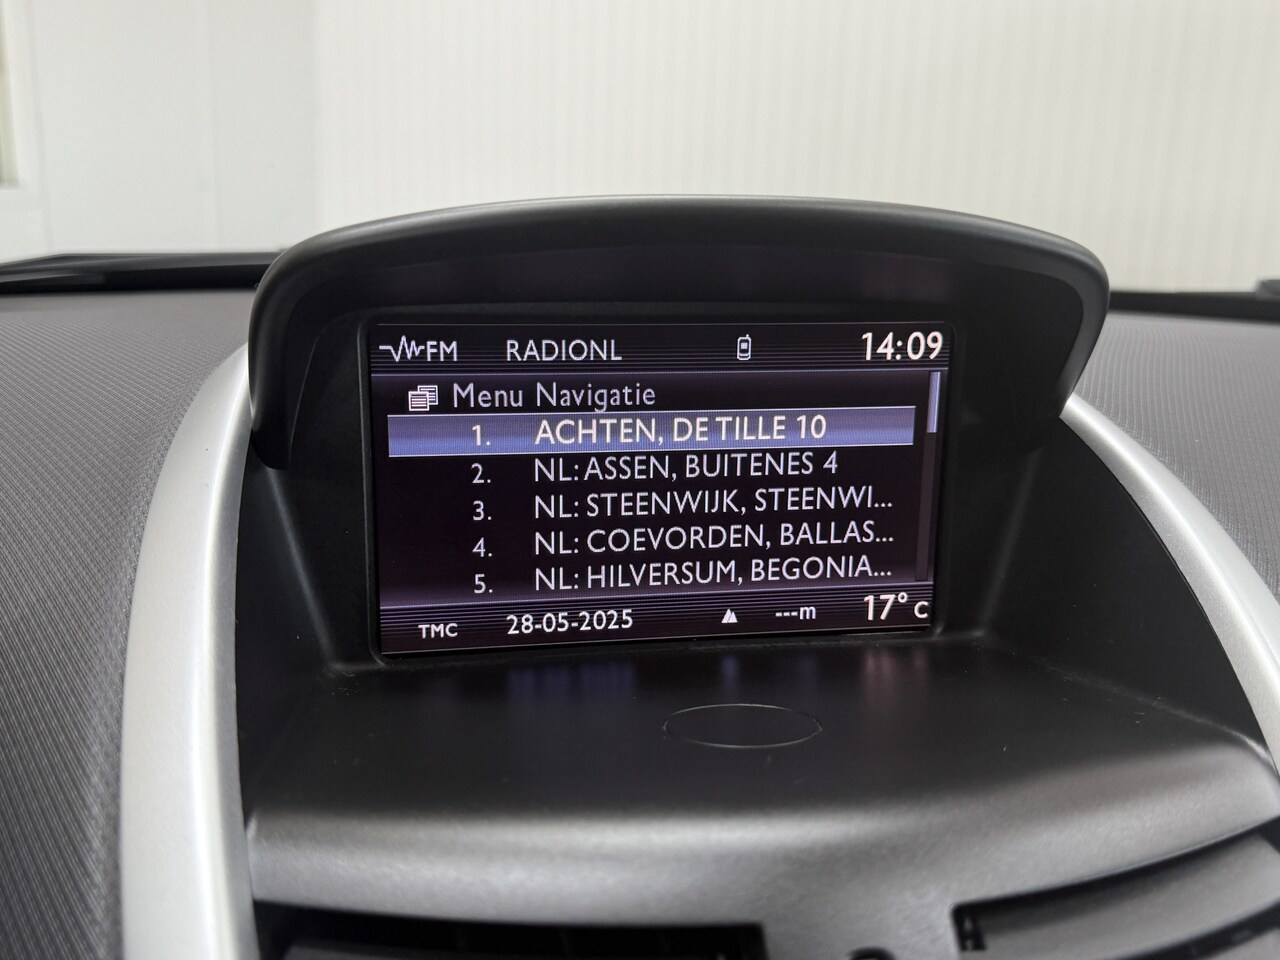 FM RADIONL 14:09
Menu Navigatie
1. ACHTEN, DE TILLE 10
2. NL: ASSEN, BUITENES 4
3. NL: STEENWIJK, STEENWI...
4. NL: COEVORDEN, BALLAS...
5. NL: HILVERSUM, BEGONIA...
TMC 28-05-2025 ---m 17° C